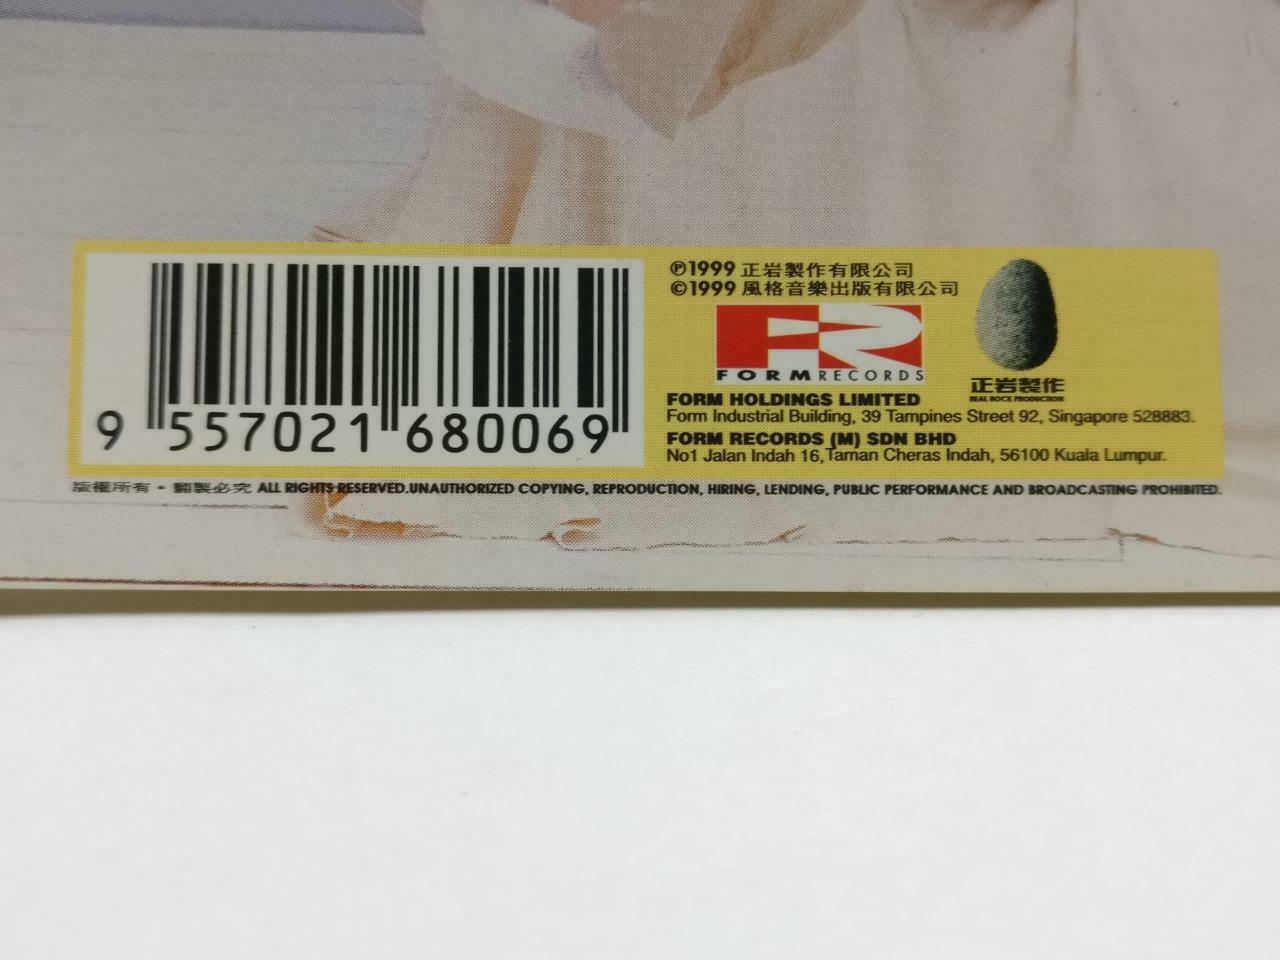 9 557021 680069
℗1999 正岩製作有限公司
©1999 風格音樂出版有限公司
FR
FORMRECORDS
正岩製作
REAL ROCK PRODUCTION
FORM HOLDINGS LIMITED
Form Industrial Building, 39 Tampines Street 92, Singapore 528883.
FORM RECORDS (M) SDN BHD
No1 Jalan Indah 16,Taman Cheras Indah, 56100 Kuala Lumpur.
版權所有・翻製必究 ALL RIGHTS RESERVED.UNAUTHORIZED COPYING, REPRODUCTION, HIRING, LENDING, PUBLIC PERFORMANCE AND BROADCASTING PROHIBITED.